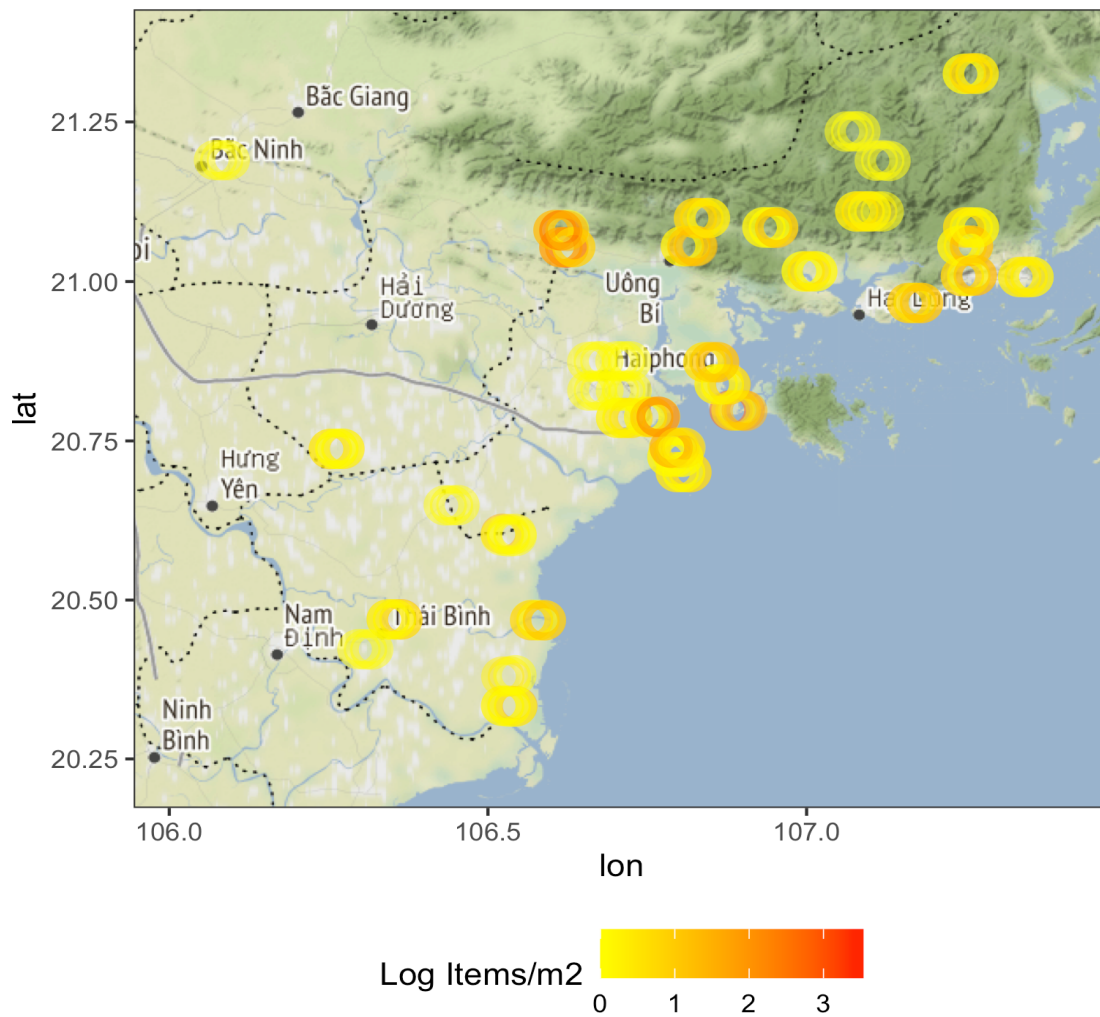 Bắc Giang
21.25
Bắc Ninh
21.00
Uông
Bí
Hải
Dương
Hạ Long
Haiphong
lat
20.75
Hưng
Yên
20.50
Nam
Định
Thái Bình
Ninh
Bình
20.25
106.0
106.5
107.0
lon
Log Items/m2
0
1
2
3